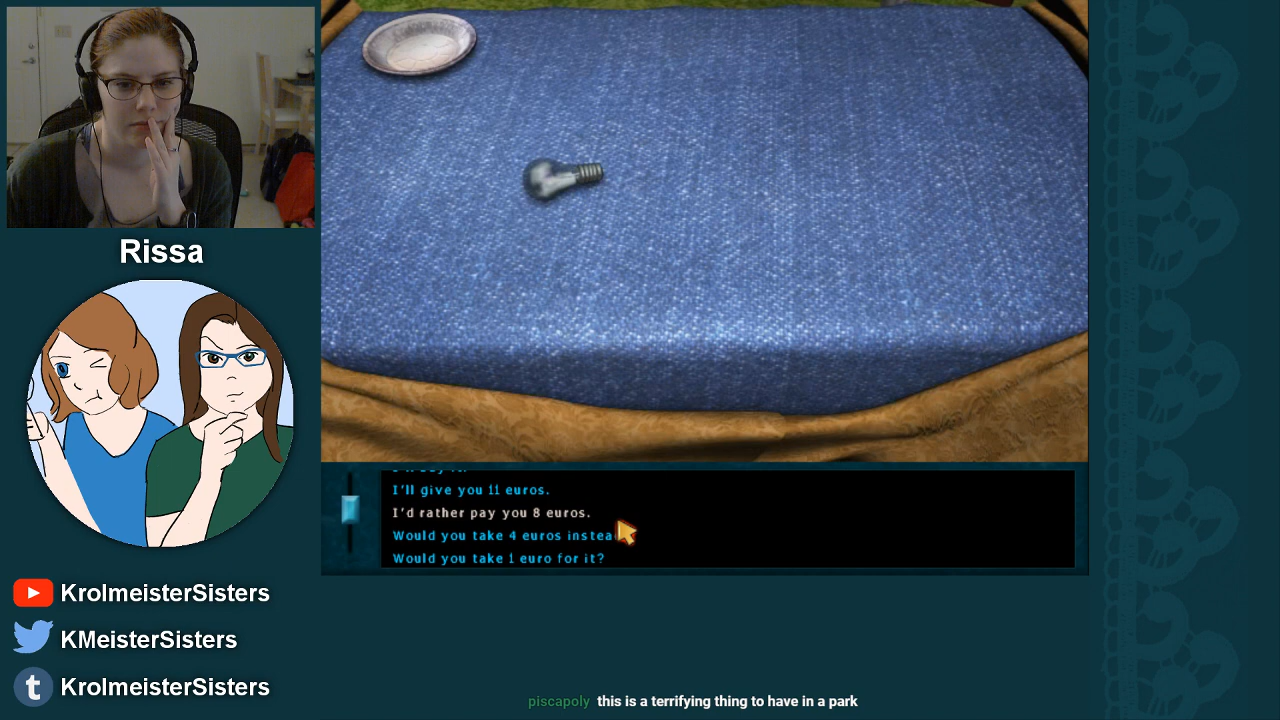 Rissa
KrolmeisterSisters
KMeisterSisters
KrolmeisterSisters
I'll give you 11 euros.
I'd rather pay you 8 euros.
Would you take 4 euros instea
Would you take 1 euro for it?
piscapoly this is a terrifying thing to have in a park